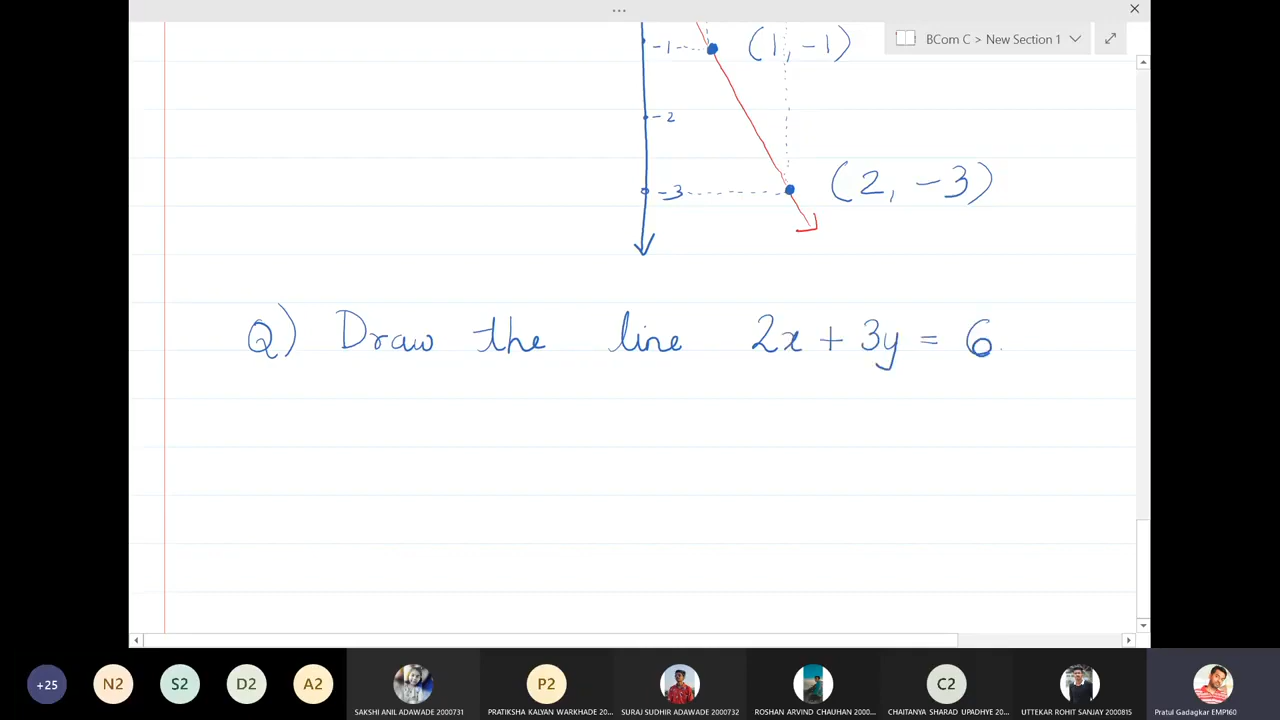 ...
BCom C > New Section 1
-1
(1, -1)
-2
-3
(2, -3)
Q) Draw the line 2x + 3y = 6.
+25
N2
S2
D2
A2
P2
C2
SAKSHI ANIL ADAWADE 2000731
PRATIKSHA KALYAN WARKHADE 20...
SURAJ SUDHIR ADAWADE 2000732
ROSHAN ARVIND CHAUHAN 2000...
CHAITANYA SHARAD UPADHYE 20...
UTTEKAR ROHIT SANJAY 2000815
Pratul Gadagkar EMP160